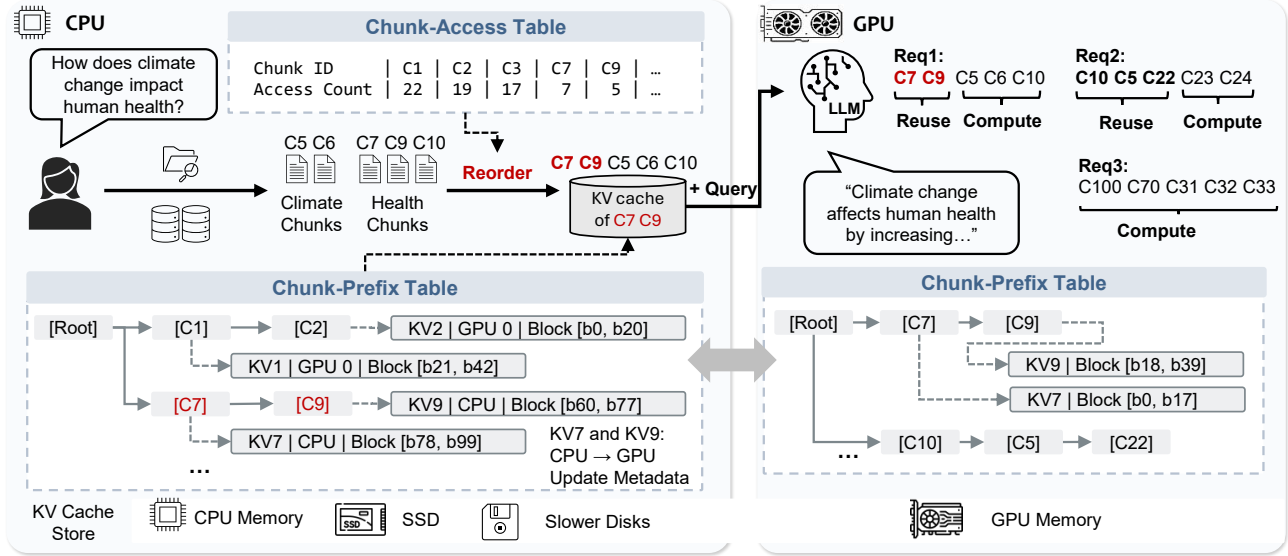 CPU
How does climate
change impact
human health?
Chunk-Access Table
Chunk ID | C1 | C2 | C3 | C7 | C9 | …
Access Count | 22 | 19 | 17 | 7 | 5 | …
C5 C6
C7 C9 C10
Climate
Chunks
Health
Chunks
Reorder
C7 C9 C5 C6 C10
KV cache
of C7 C9
+ Query
Chunk-Prefix Table
[Root]
[C1]
[C2]
KV2 | GPU 0 | Block [b0, b20]
KV1 | GPU 0 | Block [b21, b42]
[C7]
[C9]
KV9 | CPU | Block [b60, b77]
KV7 | CPU | Block [b78, b99]
…
KV7 and KV9:
CPU → GPU
Update Metadata
KV Cache
Store
CPU Memory
SSD
SSD
Slower Disks
GPU
LLM
Req1:
C7 C9 C5 C6 C10
Reuse
Compute
Req2:
C10 C5 C22 C23 C24
Reuse
Compute
Req3:
C100 C70 C31 C32 C33
Compute
“Climate change
affects human health
by increasing…”
Chunk-Prefix Table
[Root]
[C7]
[C9]
KV9 | Block [b18, b39]
KV7 | Block [b0, b17]
…
[C10]
[C5]
[C22]
GPU Memory